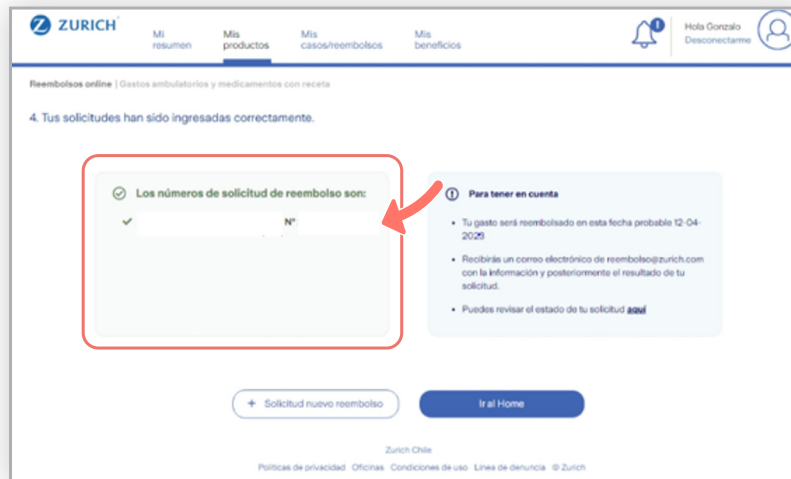 ZURICH
Mi resumen
Mis productos
Mis casos/reembolsos
Mis beneficios
Hola Gonzalo
Desconectarme
Reembolsos online | Gastos ambulatorios y medicamentos con receta
4. Tus solicitudes han sido ingresadas correctamente.
Los números de solicitud de reembolso son:
N°
Para tener en cuenta
• Tu gasto será reembolsado en esta fecha probable 12-04-
2023
• Recibirás un correo electrónico de reembolso@zurich.com
con la información y posteriormente el resultado de tu
solicitud.
• Puedes revisar el estado de tu solicitud aquí
+ Solicitud nuevo reembolso
Ir al Home
Zurich Chile
Políticas de privacidad Oficinas Condiciones de uso Linea de denuncia © Zurich